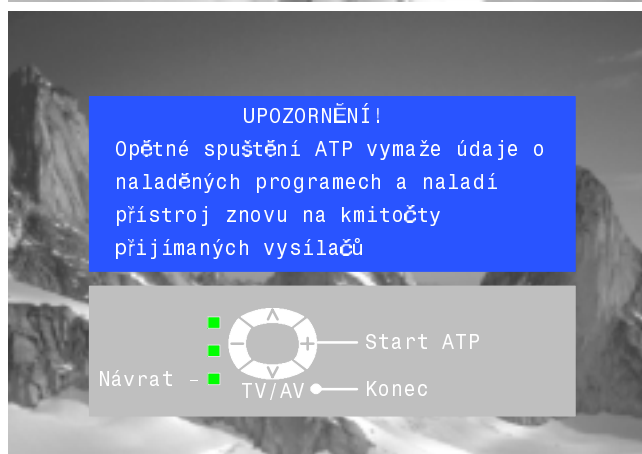 UPOZORNĚNÍ!
Opětné spuštění ATP vymaže údaje o
naladěných programech a naladí
přístroj znovu na kmitočty
přijímaných vysílačů
Start ATP
Návrat –
TV/AV
Konec